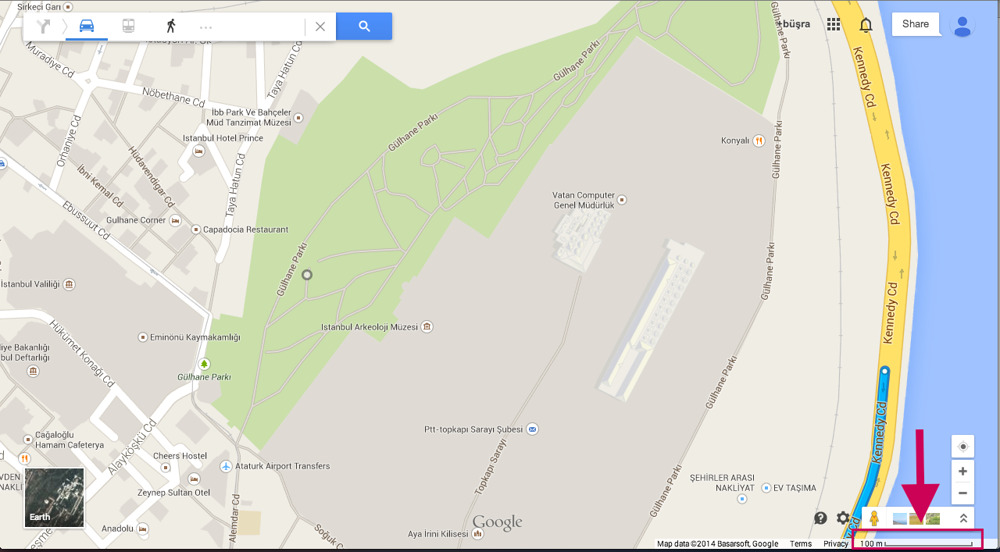 Sirkeci Garı
+büşra
Share
Muradiye Cd
Taya Hatun Cd
Gülhane Parkı
Gülhane Parkı
Kennedy Cd
Nöbethane Cd
İbb Park Ve Bahçeler
Müd Tanzimat Müzesi
Istanbul Hotel Prince
Gülhane Parkı
Konyalı
Gülhane Parkı
Orhaniye Cd
Hüdavendigar Cd
İbni Kemal Cd
Taya Hatun Cd
Kennedy Cd
Vatan Computer
Genel Müdürlük
Ebussuut Cd
Gulhane Corner
Capadocia Restaurant
Gülhane Parkı
Gülhane Parkı
İstanbul Valiliği
Kennedy Cd
Istanbul Arkeoloji Müzesi
Eminönü Kaymakamlığı
Hükümet Konağı Cd
liye Bakanlığı
bul Defterlığı
Gülhane Parkı
Gülhane Parkı
Kennedy Cd
Ptt-topkapı Sarayı Şubesi
Cağaloğlu
Hamam Cafeterya
Alayköşkü Cd
Cheers Hostel
Ataturk Airport Transfers
Topkapı Sarayı
Gülhane Parkı
EVDEN
NAKLİ
ŞEHİRLER ARASI
NAKLİYAT
EV TAŞIMA
Zeynep Sultan Otel
Earth
Alemdar Cd
Anadolu
Soğuk
Google
Aya İrini Kilisesi
Map data ©2014 Basarsoft, Google
Terms
Privacy
100 m